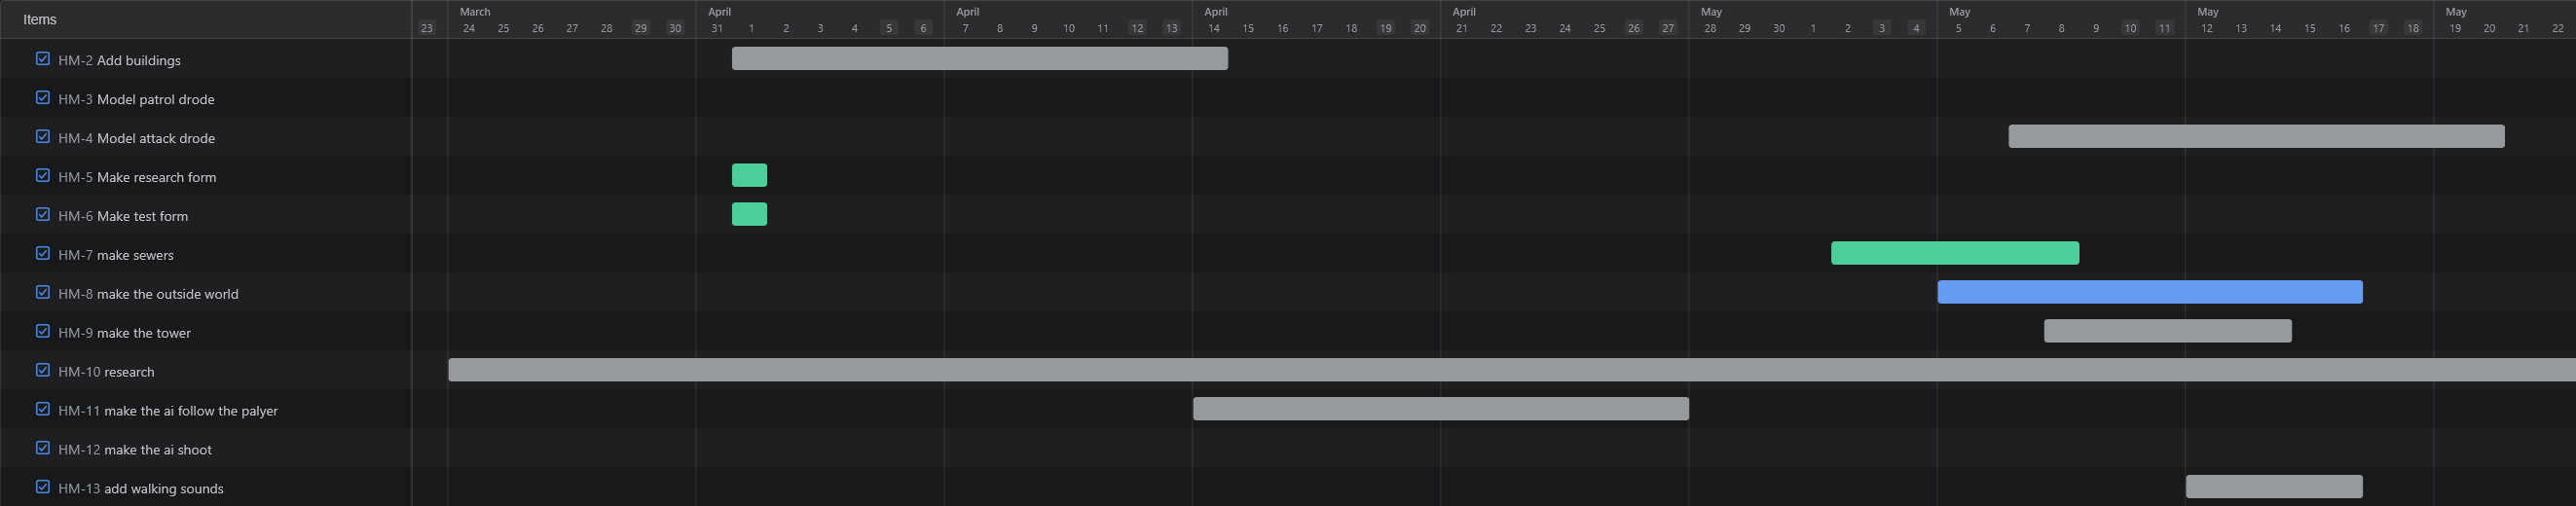 Items
March April April April April May May May May
23 24 25 26 27 28 29 30 31 1 2 3 4 5 6 7 8 9 10 11 12 13 14 15 16 17 18 19 20 21 22 23 24 25 26 27 28 29 30 1 2 3 4 5 6 7 8 9 10 11 12 13 14 15 16 17 18 19 20 21 22
HM-2 Add buildings
HM-3 Model patrol drode
HM-4 Model attack drode
HM-5 Make research form
HM-6 Make test form
HM-7 make sewers
HM-8 make the outside world
HM-9 make the tower
HM-10 research
HM-11 make the ai follow the palyer
HM-12 make the ai shoot
HM-13 add walking sounds